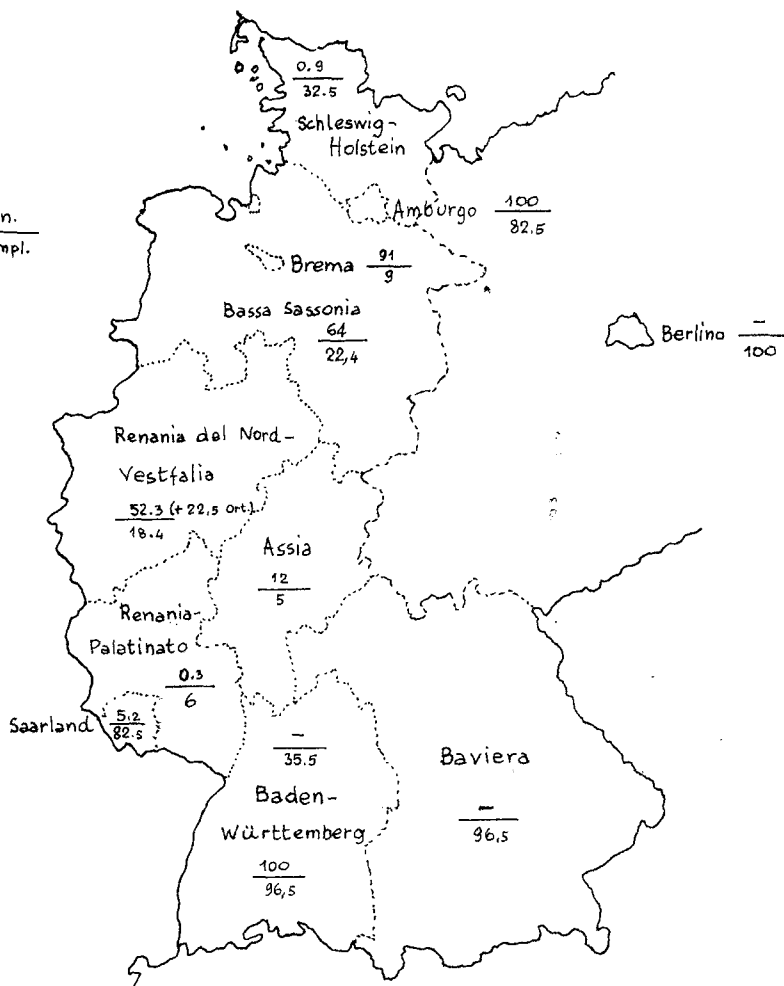 0.9
32.5
Schleswig-
Holstein
n.
mpl.
Amburgo 100
82.5
Brema 91
9
Bassa Sassonia
64
22,4
Berlino –
100
Renania del Nord-
Vestfalia
52.3 (+22,5 Ort.)
18.4
Assia
12
5
Renania-
Palatinato
0.3
6
Saarland 5.2
82.5
–
35.5
Baden-
Württemberg
100
96,5
Baviera
–
96,5